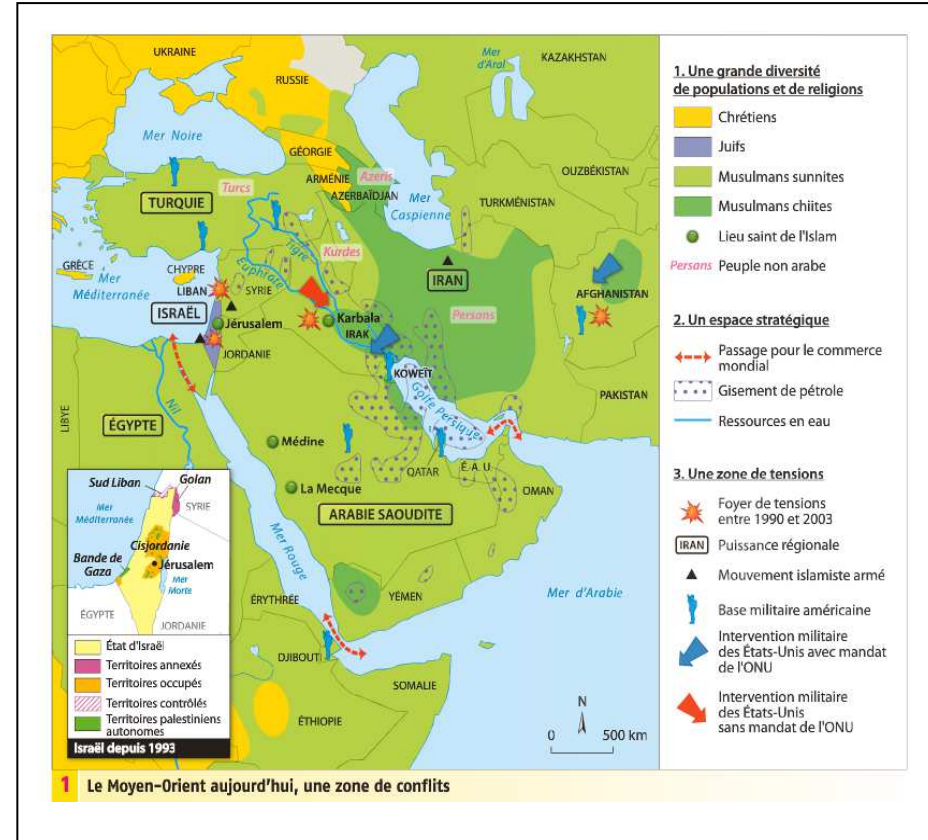 UKRAINE
RUSSIE
Mer
d'Aral
KAZAKHSTAN
Mer Noire
GÉORGIE
ARMÉNIE
Azeris
AZERBAÏDJAN
Mer
Caspienne
OUZBÉKISTAN
TURKMÉNISTAN
Turcs
TURQUIE
Tigre
Kurdes
Euphrate
IRAN
GRÈCE
Mer
Méditerranée
CHYPRE
LIBAN
SYRIE
ISRAËL
Jérusalem
Karbala
IRAK
Persans
AFGHANISTAN
JORDANIE
KOWEÏT
PAKISTAN
LIBYE
ÉGYPTE
Nil
Golfe Persique
Médine
QATAR
É.A.U.
OMAN
La Mecque
ARABIE SAOUDITE
Mer Rouge
ÉRYTHRÉE
YÉMEN
Mer d'Arabie
DJIBOUTI
SOMALIE
ÉTHIOPIE
N
0 500 km
Sud Liban
Golan
SYRIE
Mer
Méditerranée
Cisjordanie
Bande de
Gaza
Jérusalem
Mer
Morte
ÉGYPTE
JORDANIE
État d'Israël
Territoires annexés
Territoires occupés
Territoires contrôlés
Territoires palestiniens
autonomes
Israël depuis 1993
1. Une grande diversité
de populations et de religions
Chrétiens
Juifs
Musulmans sunnites
Musulmans chiites
Lieu saint de l'Islam
Persans Peuple non arabe
2. Un espace stratégique
Passage pour le commerce
mondial
Gisement de pétrole
Ressources en eau
3. Une zone de tensions
Foyer de tensions
entre 1990 et 2003
IRAN Puissance régionale
Mouvement islamiste armé
Base militaire américaine
Intervention militaire
des États-Unis avec mandat
de l'ONU
Intervention militaire
des États-Unis
sans mandat de l'ONU
1 Le Moyen-Orient aujourd'hui, une zone de conflits